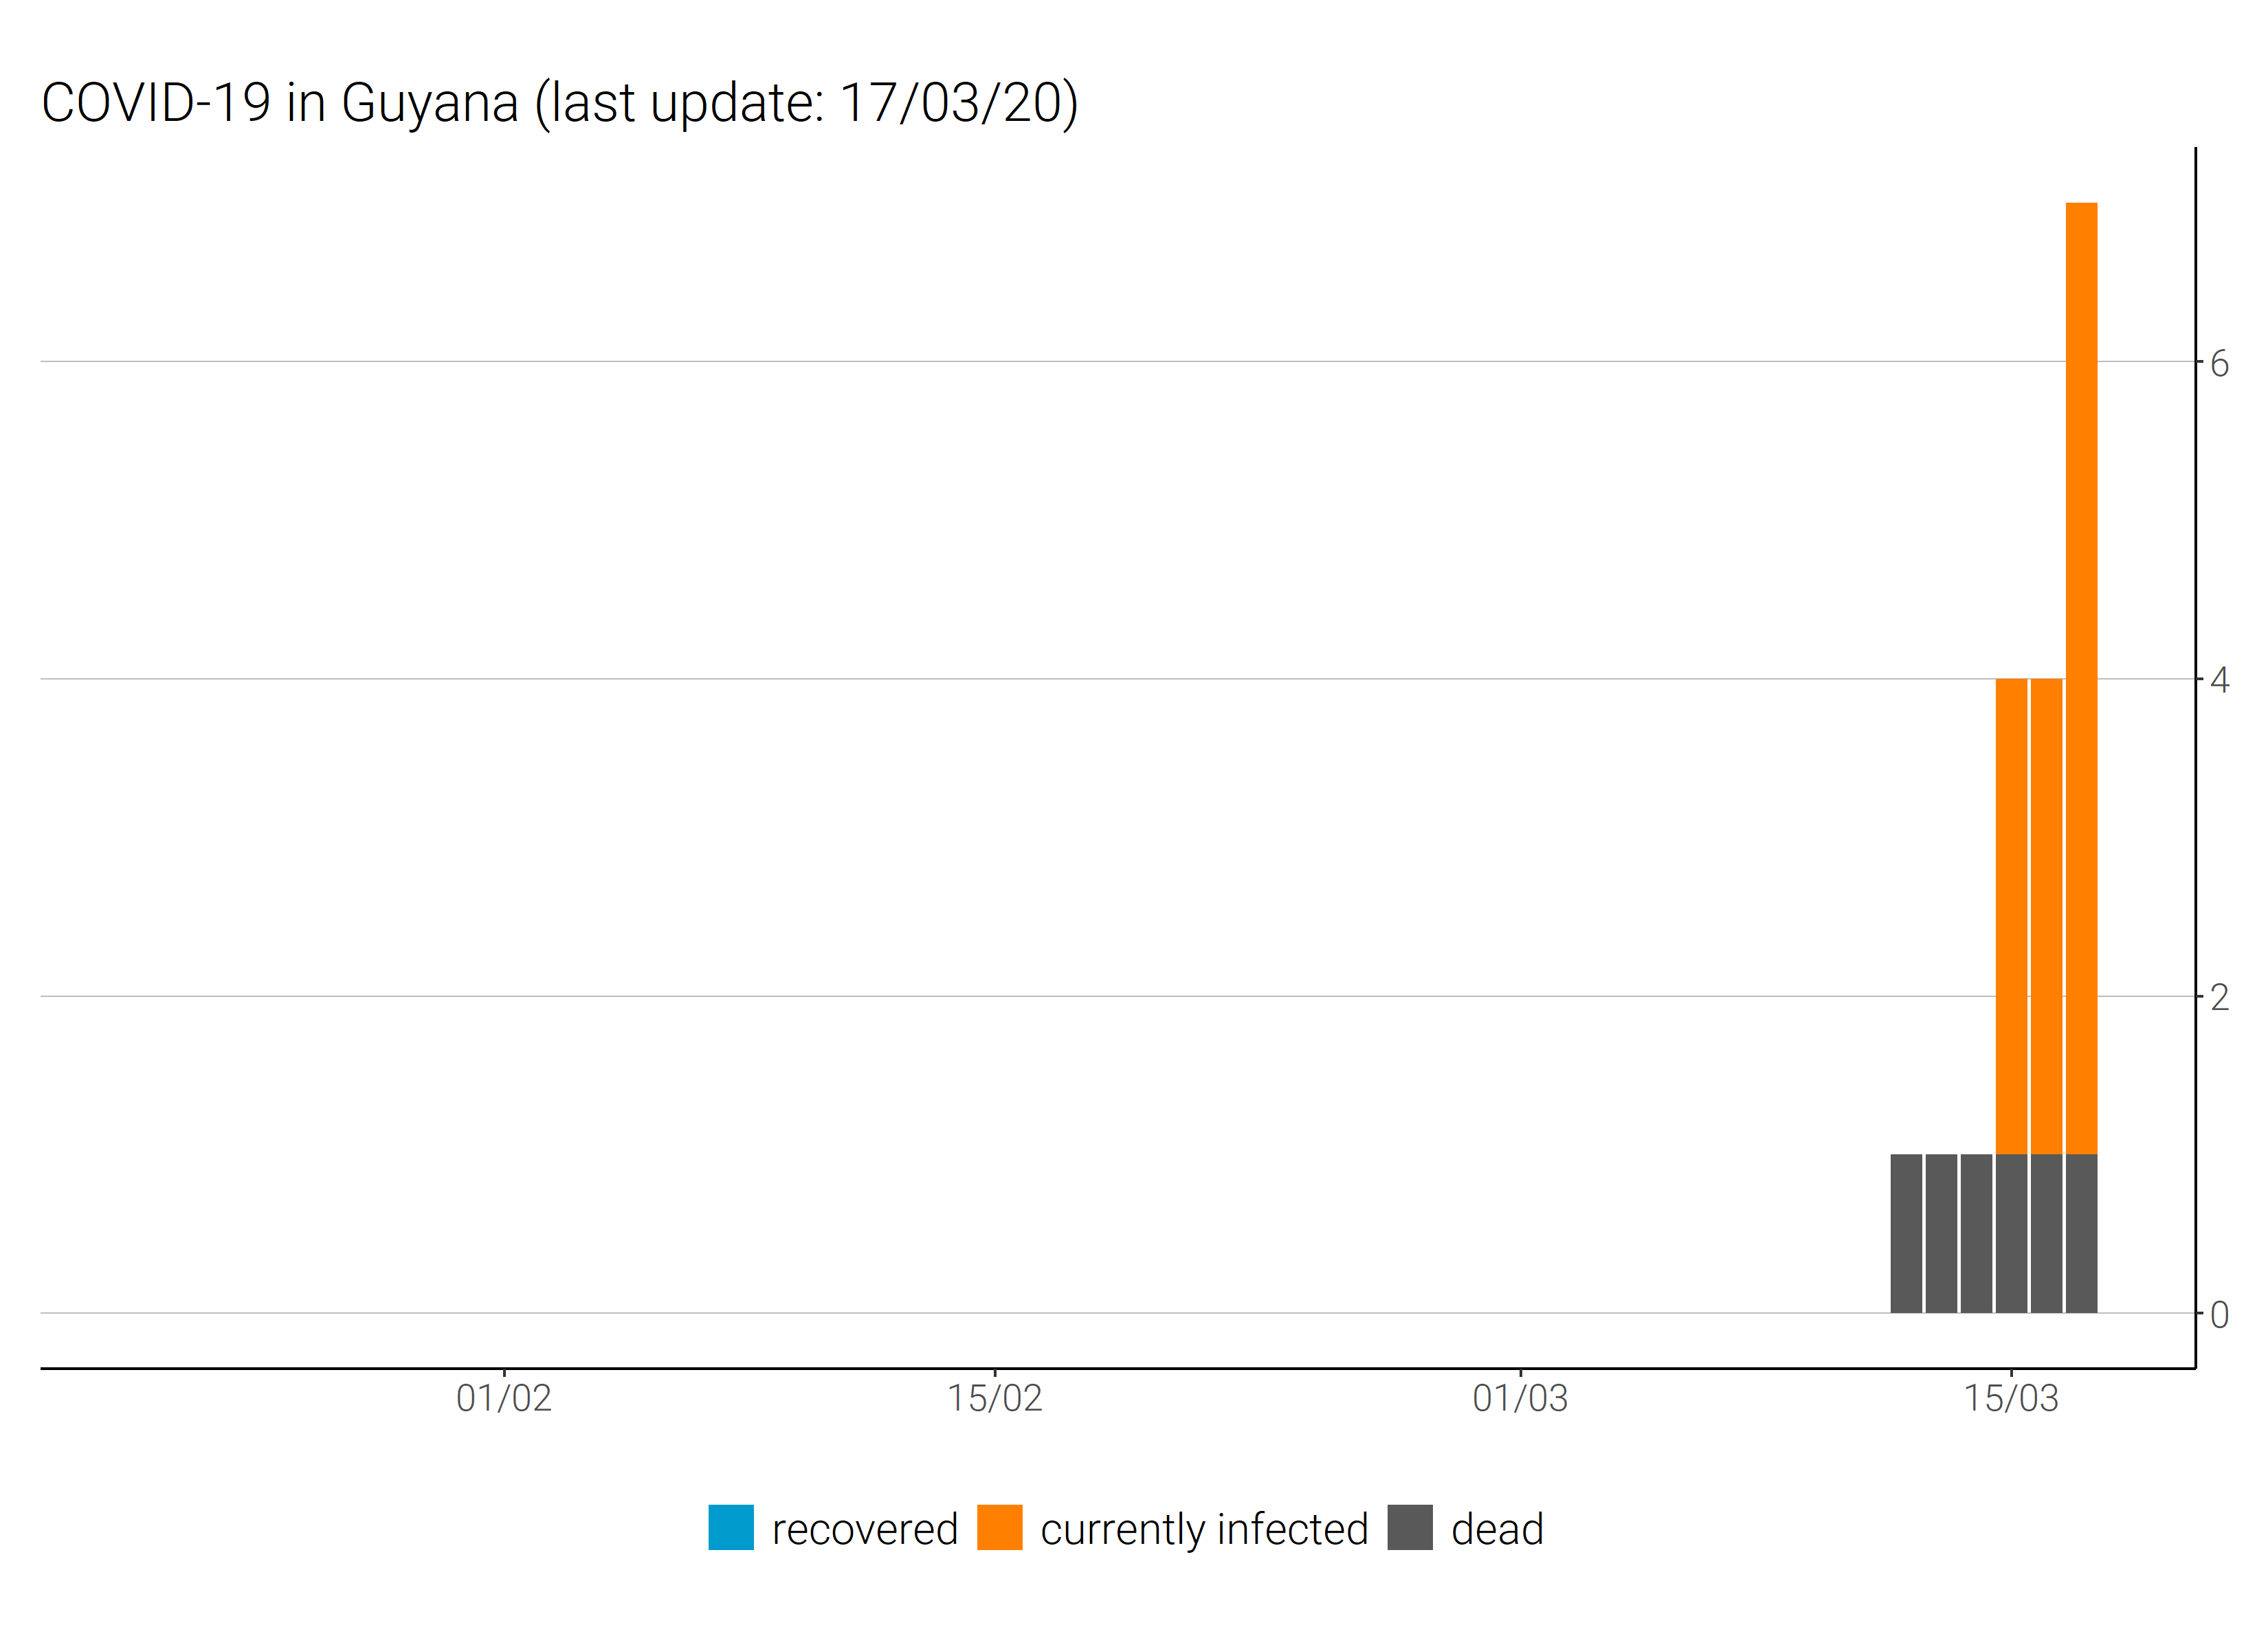 COVID-19 in Guyana (last update: 17/03/20)
6
4
2
0
01/02 15/02 01/03 15/03
recovered currently infected dead